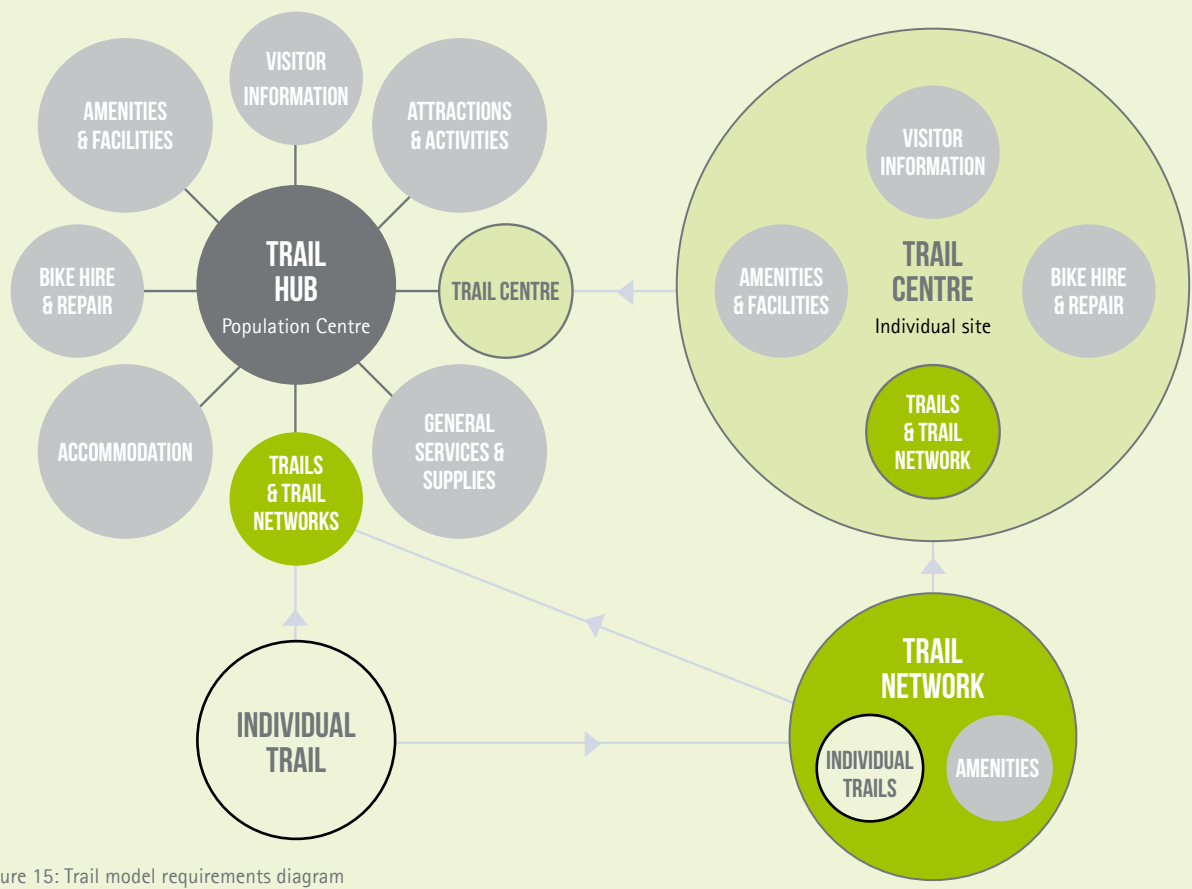 VISITOR
INFORMATION
AMENITIES
& FACILITIES
ATTRACTIONS
& ACTIVITIES
TRAIL
HUB
Population Centre
BIKE HIRE
& REPAIR
TRAIL CENTRE
ACCOMMODATION
TRAILS
& TRAIL
NETWORKS
GENERAL
SERVICES &
SUPPLIES
VISITOR
INFORMATION
AMENITIES
& FACILITIES
TRAIL
CENTRE
Individual site
BIKE HIRE
& REPAIR
TRAILS
& TRAIL
NETWORK
INDIVIDUAL
TRAIL
TRAIL
NETWORK
INDIVIDUAL
TRAILS
AMENITIES
ure 15: Trail model requirements diagram